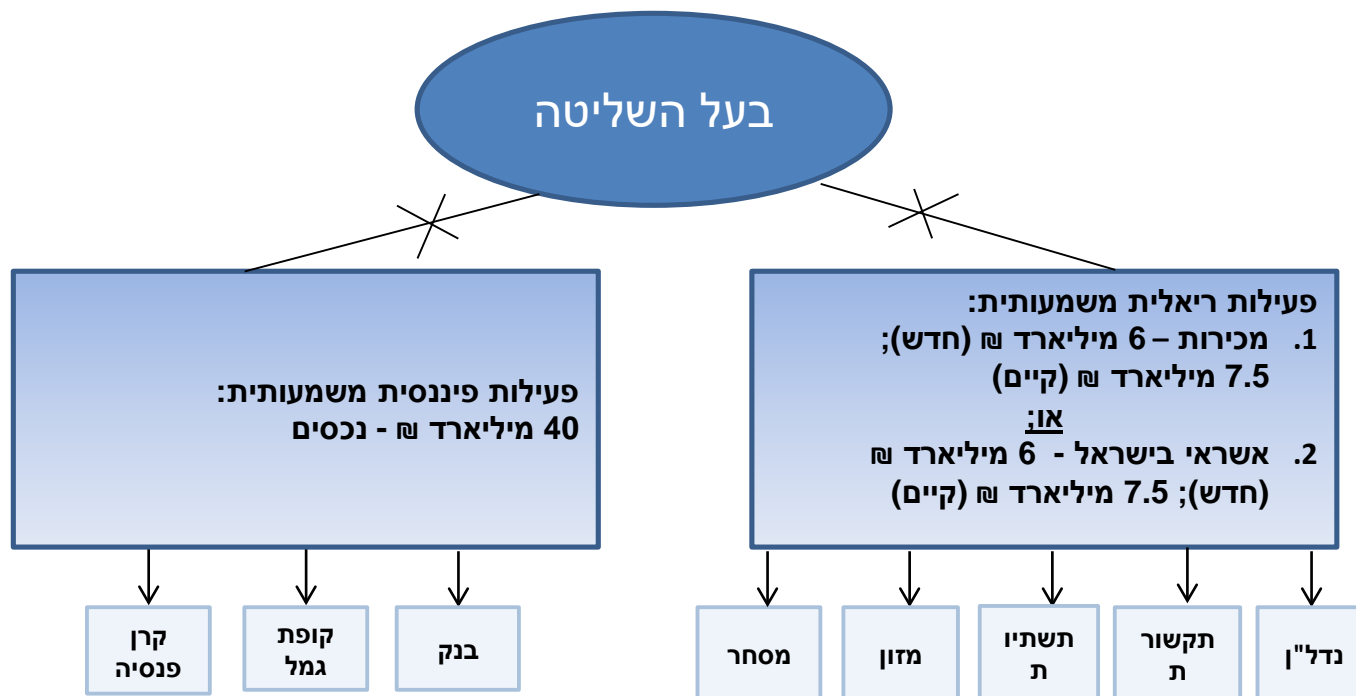 בעל השליטה
פעילות ריאלית משמעותית:
1. מכירות – 6 מיליארד ₪ (חדש);
7.5 מיליארד ₪ (קיים)
או;
2. אשראי בישראל - 6 מיליארד ₪
(חדש); 7.5 מיליארד ₪ (קיים)
פעילות פיננסית משמעותית:
40 מיליארד ₪ - נכסים
נדל"ן
תקשור
ת
תשתיו
ת
מזון
מסחר
בנק
קופת
גמל
קרן
פנסיה